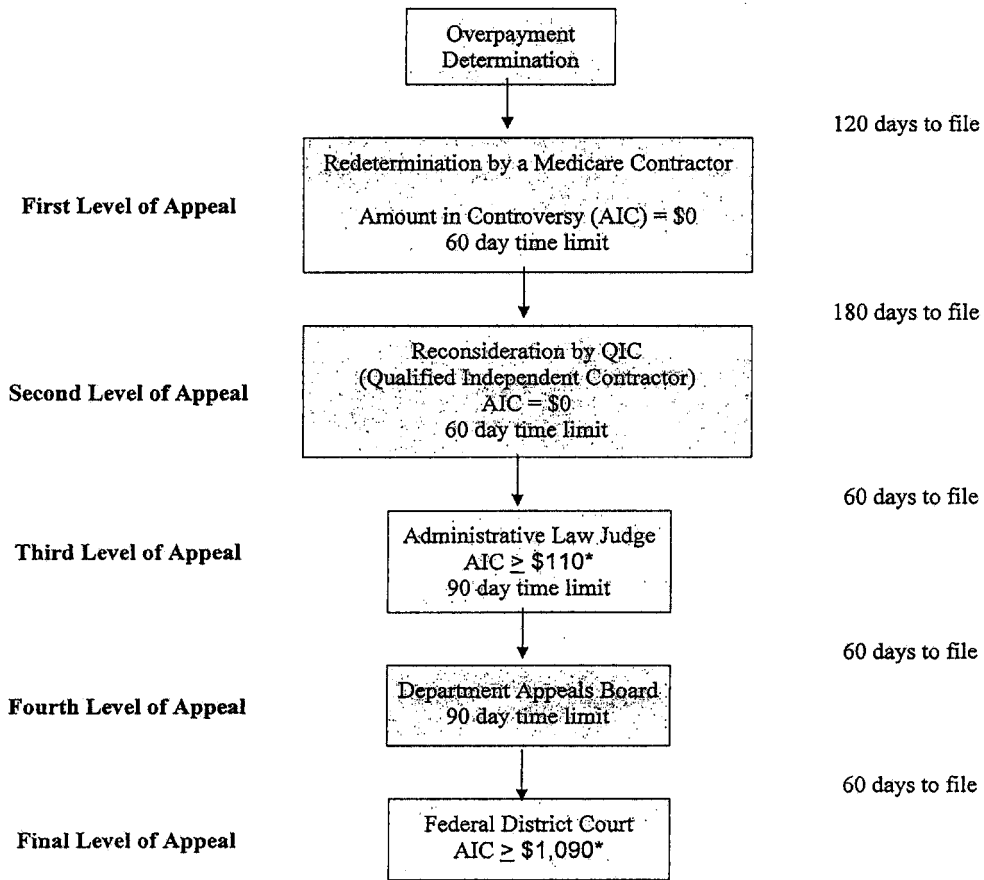 Overpayment
Determination
120 days to file
First Level of Appeal
Redetermination by a Medicare Contractor
Amount in Controversy (AIC) = $0
60 day time limit
180 days to file
Second Level of Appeal
Reconsideration by QIC
(Qualified Independent Contractor)
AIC = $0
60 day time limit
60 days to file
Third Level of Appeal
Administrative Law Judge
AIC ≥ $110*
90 day time limit
60 days to file
Fourth Level of Appeal
Department Appeals Board
90 day time limit
60 days to file
Final Level of Appeal
Federal District Court
AIC ≥ $1,090*